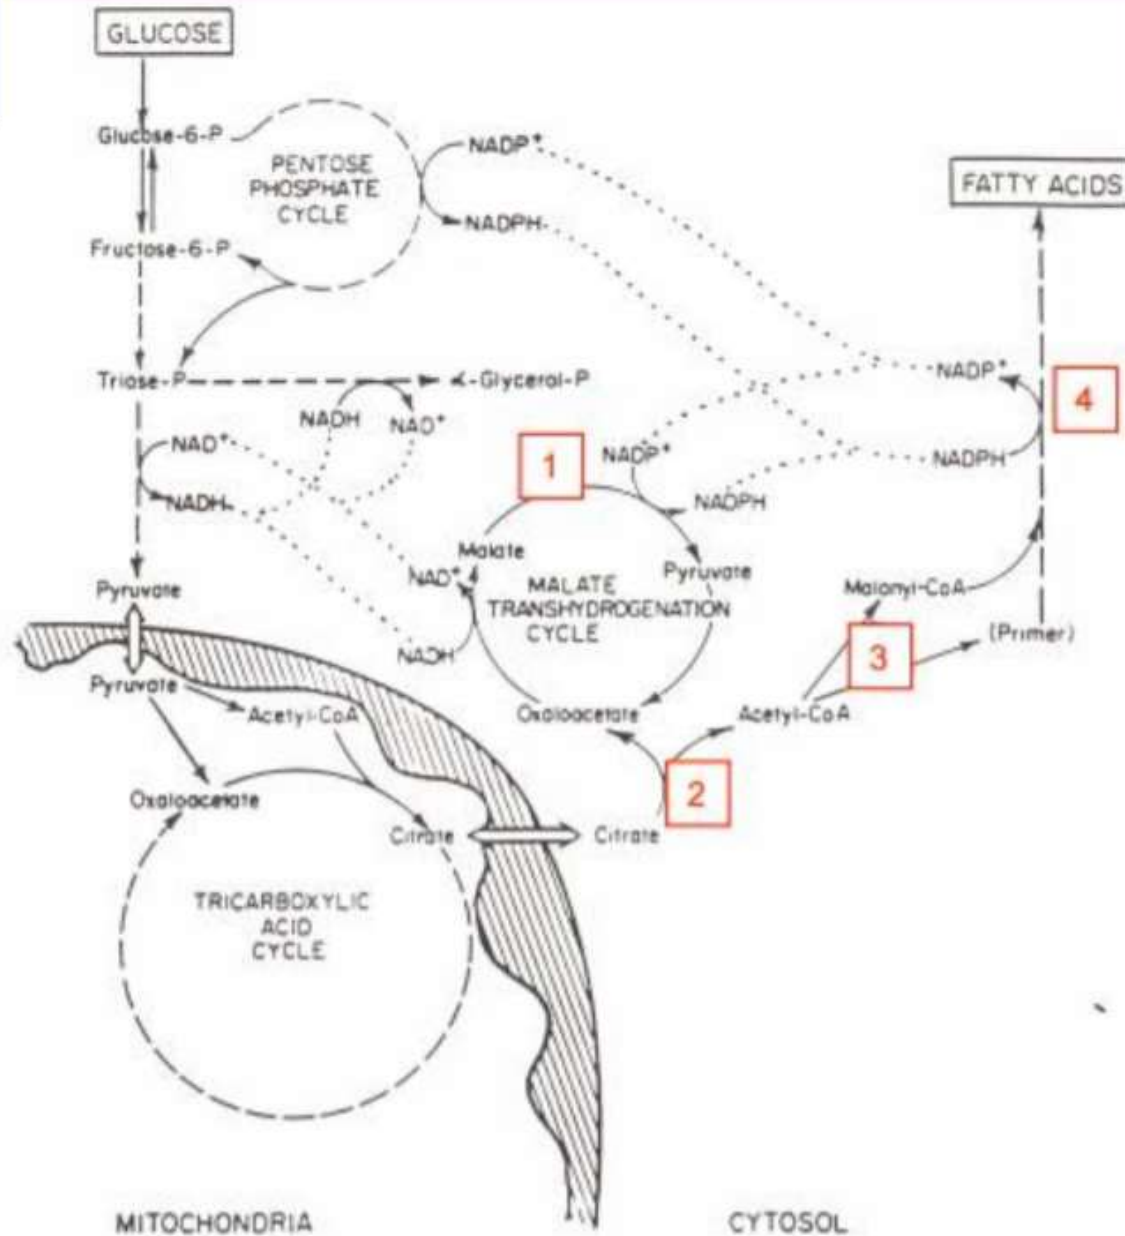 GLUCOSE
Glucose-6-P
PENTOSE
PHOSPHATE
CYCLE
NADP+
NADPH
FATTY ACIDS
Fructose-6-P
Triose-P
α-Glycerol-P
NADP+
4
NADH
NAD+
NAD+
1
NADP+
NADPH
NADH
NADPH
Malate
Pyruvate
NAD+
MALATE
TRANSHYDROGENATION
CYCLE
Pyruvate
Malonyl-CoA
(Primer)
NADH
3
Pyruvate
Acetyl-CoA
Oxaloacetate
Acetyl-CoA
2
Oxaloacetate
Citrate
Citrate
TRICARBOXYLIC
ACID
CYCLE
MITOCHONDRIA
CYTOSOL